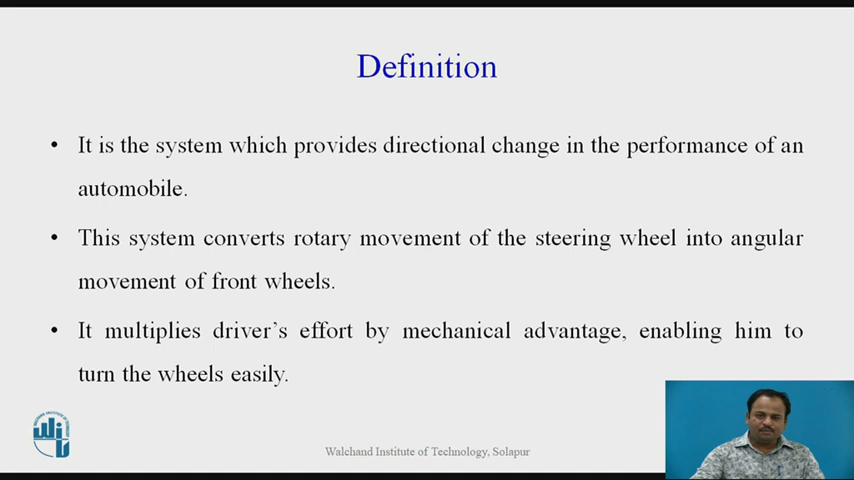 Definition
• It is the system which provides directional change in the performance of an
automobile.
• This system converts rotary movement of the steering wheel into angular
movement of front wheels.
• It multiplies driver’s effort by mechanical advantage, enabling him to
turn the wheels easily.
Walchand Institute of Technology, Solapur